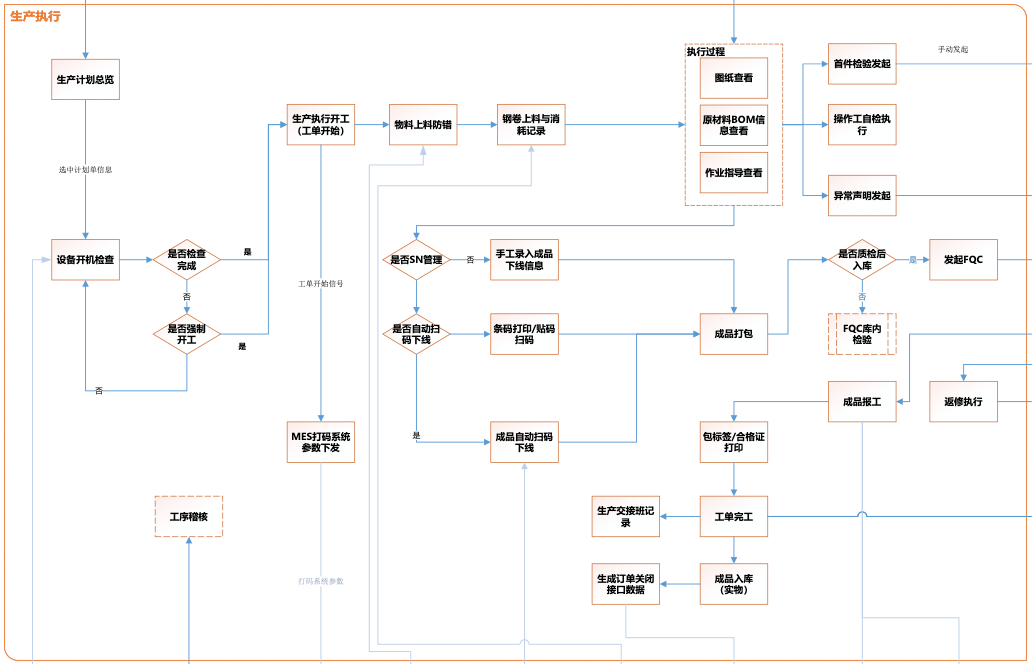 生产执行
生产计划总览
选中计划单信息
设备开机检查
是否检查
完成
是
否
是否强制
开工
是
否
生产执行开工
（工单开始）
工单开始信号
MES打码系统
参数下发
打码系统参数
工序稽核
物料上料防错
钢卷上料与消
耗记录
执行过程
图纸查看
原材料BOM信
息查看
作业指导查看
首件检验发起
手动发起
操作工自检执
行
异常声明发起
是否SN管理
否
手工录入成品
下线信息
是否自动扫
码下线
条码打印/贴码
扫码
是
成品自动扫码
下线
成品打包
是否质检后
入库
是
发起FQC
否
FQC库内
检验
成品报工
返修执行
包标签/合格证
打印
生产交接班记
录
工单完工
生成订单关闭
接口数据
成品入库
（实物）